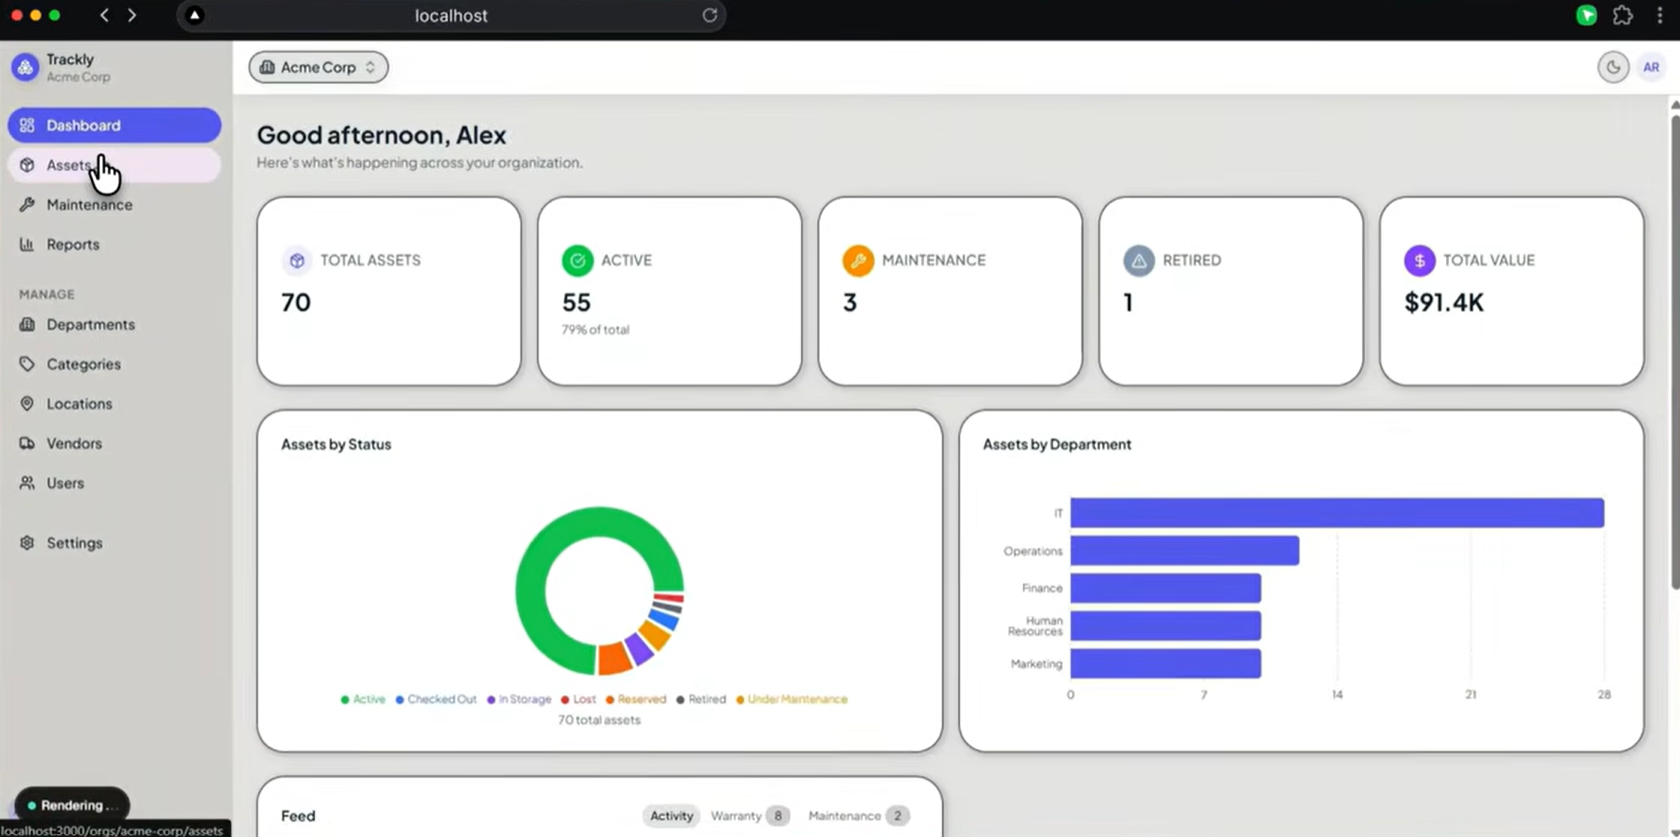 localhost
Trackly
Acme Corp
Acme Corp
AR
Dashboard
Assets
Maintenance
Reports
MANAGE
Departments
Categories
Locations
Vendors
Users
Settings
Rendering...
localhost:3000/orgs/acme-corp/assets
Good afternoon, Alex
Here's what's happening across your organization.
TOTAL ASSETS
70
ACTIVE
55
79% of total
MAINTENANCE
3
RETIRED
1
TOTAL VALUE
$91.4K
Assets by Status
Active Checked Out In Storage Lost Reserved Retired Under Maintenance
70 total assets
Assets by Department
IT
Operations
Finance
Human
Resources
Marketing
0 7 14 21 28
Feed
Activity Warranty 8 Maintenance 2